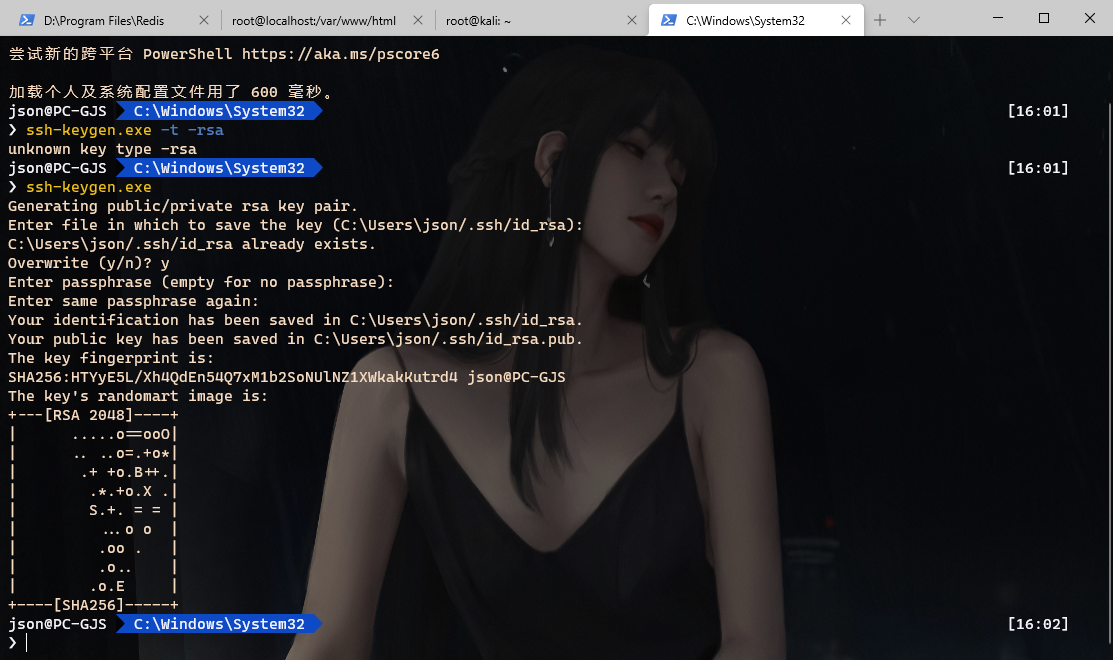 D:\Program Files\Redis
root@localhost:/var/www/html
root@kali: ~
C:\Windows\System32
尝试新的跨平台 PowerShell https://aka.ms/pscore6
加载个人及系统配置文件用了 600 毫秒。
json@PC-GJS C:\Windows\System32 [16:01]
❯ ssh-keygen.exe -t -rsa
unknown key type -rsa
json@PC-GJS C:\Windows\System32 [16:01]
❯ ssh-keygen.exe
Generating public/private rsa key pair.
Enter file in which to save the key (C:\Users\json/.ssh/id_rsa):
C:\Users\json/.ssh/id_rsa already exists.
Overwrite (y/n)? y
Enter passphrase (empty for no passphrase):
Enter same passphrase again:
Your identification has been saved in C:\Users\json/.ssh/id_rsa.
Your public key has been saved in C:\Users\json/.ssh/id_rsa.pub.
The key fingerprint is:
SHA256:HTYyE5L/Xh4QdEn54Q7xM1b2SoNUlNZ1XWkakKutrd4 json@PC-GJS
The key's randomart image is:
+---[RSA 2048]----+
|      .....o==ooO|
|      .. ..o=.+o*|
|       .+ +o.B++.|
|        .*.+o.X .|
|        S.+. = = |
|         ...o o  |
|         .oo .   |
|         .o..    |
|        .o.E     |
+----[SHA256]-----+
json@PC-GJS C:\Windows\System32 [16:02]
❯